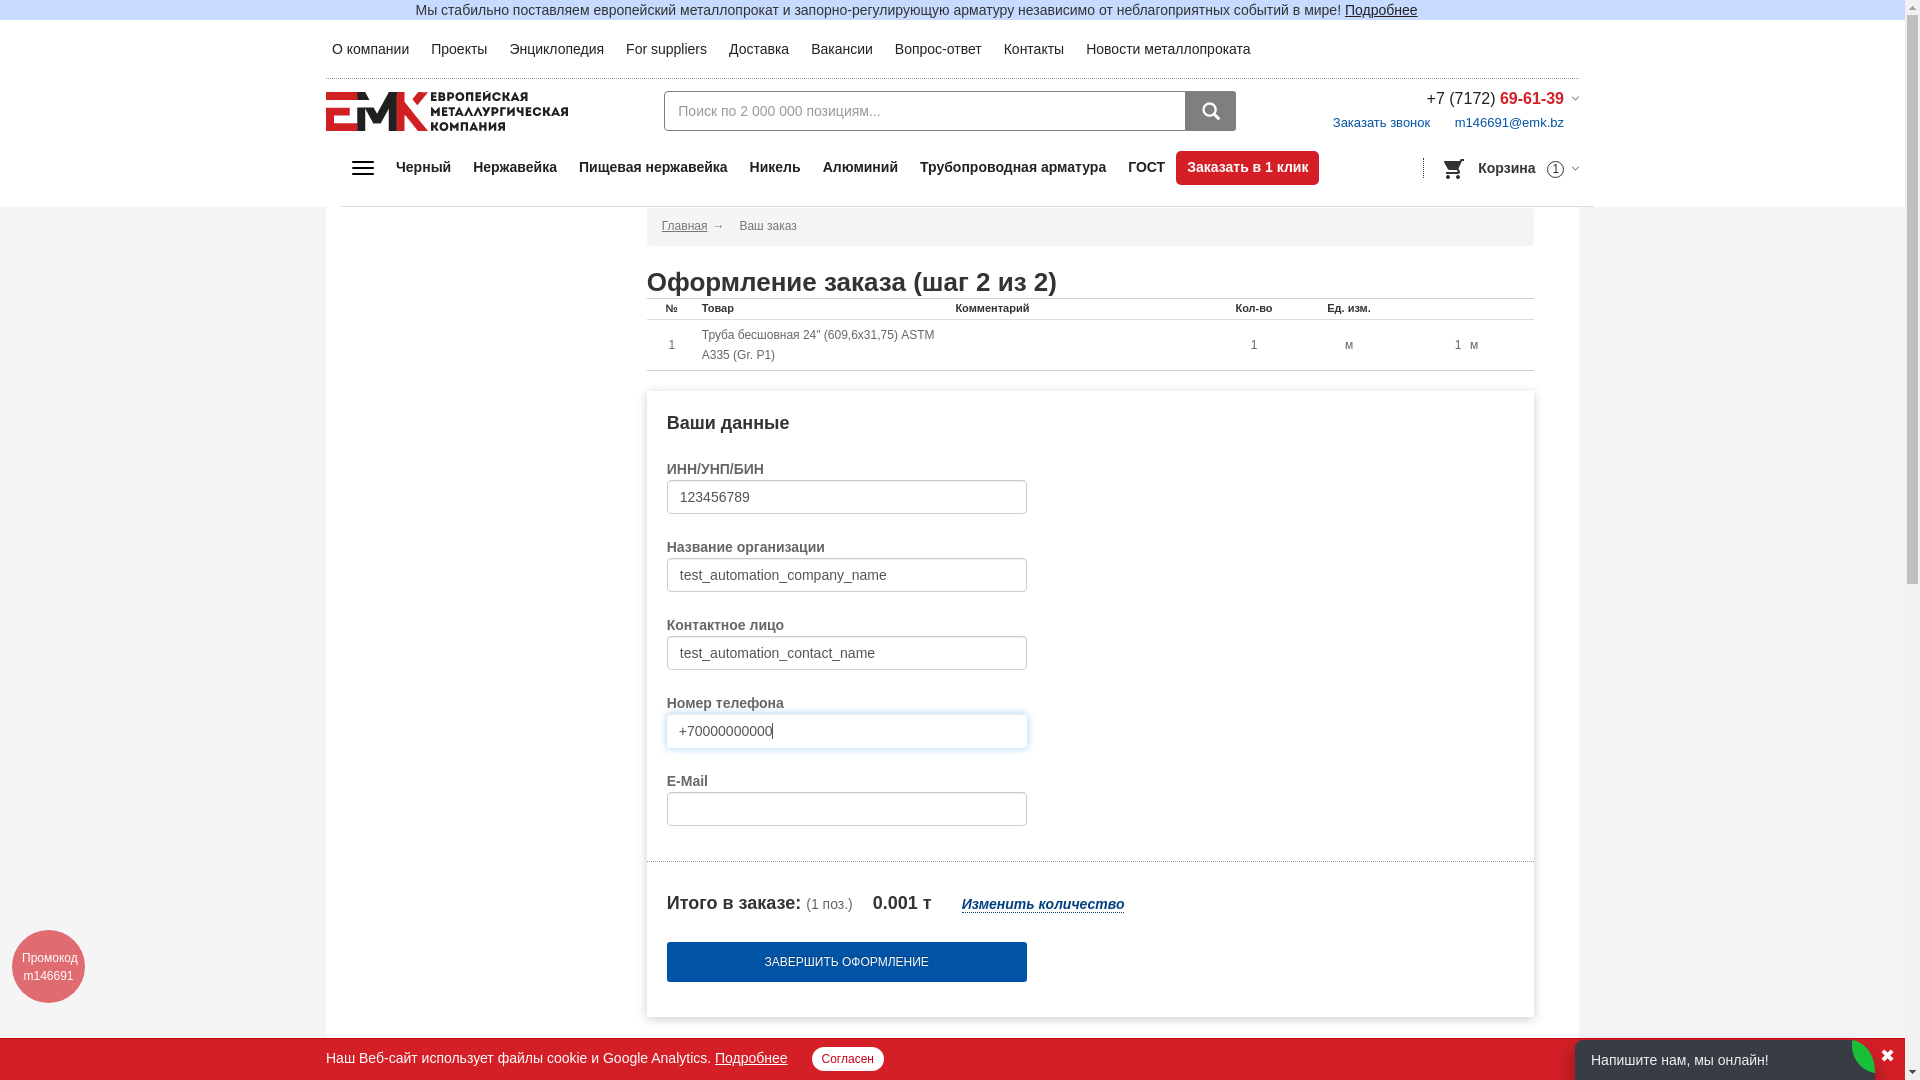 Мы стабильно поставляем европейский металлопрокат и запорно-регулирующую арматуру независимо от неблагоприятных событий в мире! Подробнее
О компании Проекты Энциклопедия For suppliers Доставка Вакансии Вопрос-ответ Контакты Новости металлопроката
ЕМК ЕВРОПЕЙСКАЯ
МЕТАЛЛУРГИЧЕСКАЯ
КОМПАНИЯ
Поиск по 2 000 000 позициям...
+7 (7172) 69-61-39
Заказать звонок m146691@emk.bz
Черный Нержавейка Пищевая нержавейка Никель Алюминий Трубопроводная арматура ГОСТ Заказать в 1 клик Корзина 1
Главная → Ваш заказ
Оформление заказа (шаг 2 из 2)
№ Товар Комментарий Кол-во Ед. изм.
1 Труба бесшовная 24" (609,6х31,75) ASTM
A335 (Gr. P1) 1 м 1 м
Ваши данные
ИНН/УНП/БИН
123456789
Название организации
test_automation_company_name
Контактное лицо
test_automation_contact_name
Номер телефона
+70000000000
E-Mail
Итого в заказе: (1 поз.) 0.001 т Изменить количество
ЗАВЕРШИТЬ ОФОРМЛЕНИЕ
Промокод
m146691
Наш Веб-сайт использует файлы cookie и Google Analytics. Подробнее Согласен ✖
Напишите нам, мы онлайн!